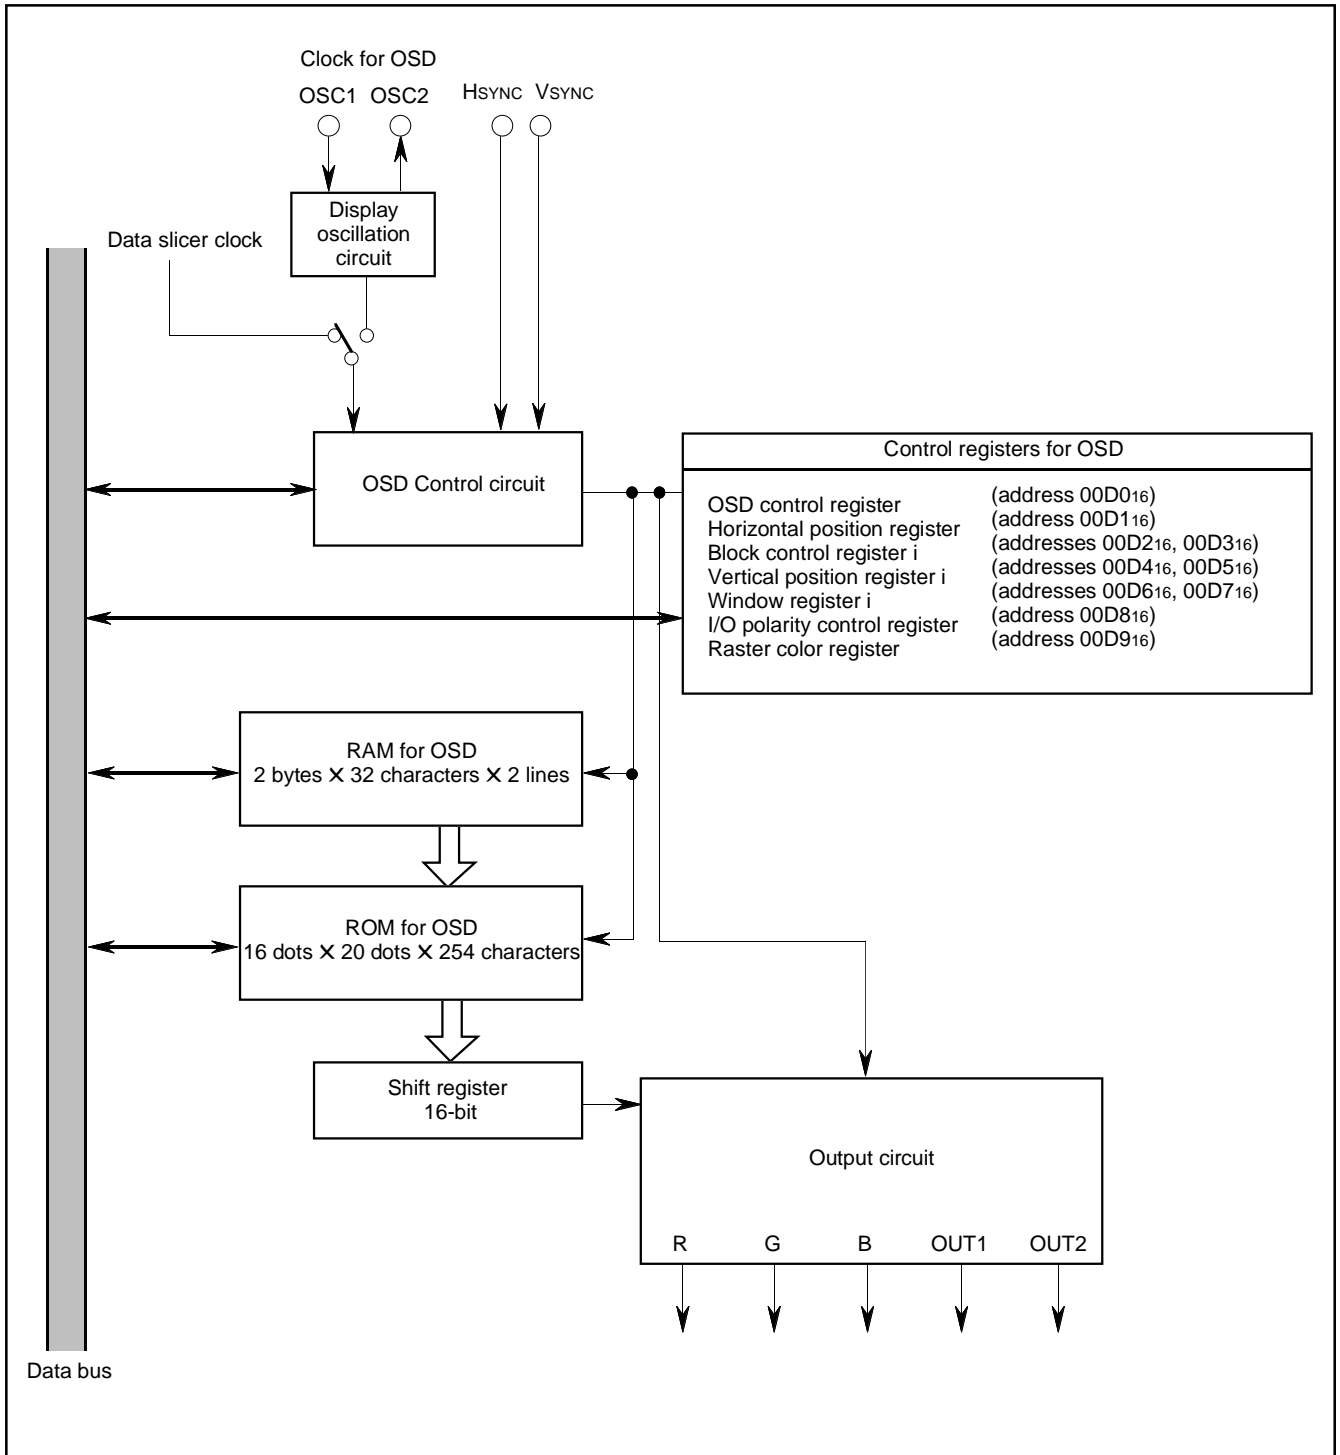 Clock for OSD
OSC1 OSC2 HSYNC VSYNC
Display
oscillation
circuit
Data slicer clock
OSD Control circuit
Control registers for OSD
OSD control register (address 00D016)
Horizontal position register (address 00D116)
Block control register i (addresses 00D216, 00D316)
Vertical position register i (addresses 00D416, 00D516)
Window register i (addresses 00D616, 00D716)
I/O polarity control register (address 00D816)
Raster color register (address 00D916)
RAM for OSD
2 bytes × 32 characters × 2 lines
ROM for OSD
16 dots × 20 dots × 254 characters
Shift register
16-bit
Output circuit
R G B OUT1 OUT2
Data bus